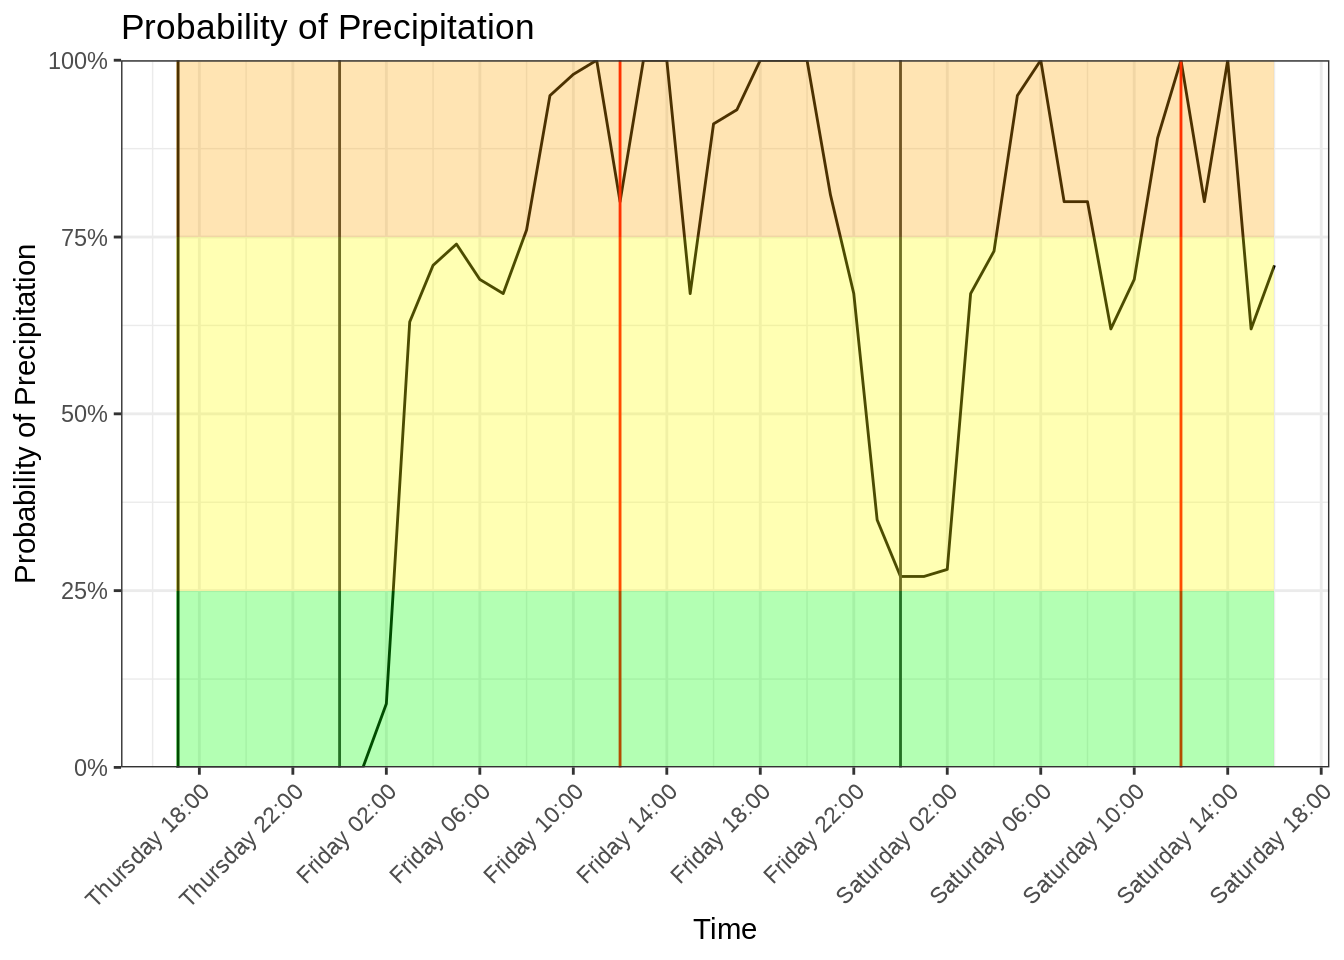 Probability of Precipitation
Probability of Precipitation
100%
75%
50%
25%
0%
Thursday 18:00
Thursday 22:00
Friday 02:00
Friday 06:00
Friday 10:00
Friday 14:00
Friday 18:00
Friday 22:00
Saturday 02:00
Saturday 06:00
Saturday 10:00
Saturday 14:00
Saturday 18:00
Time